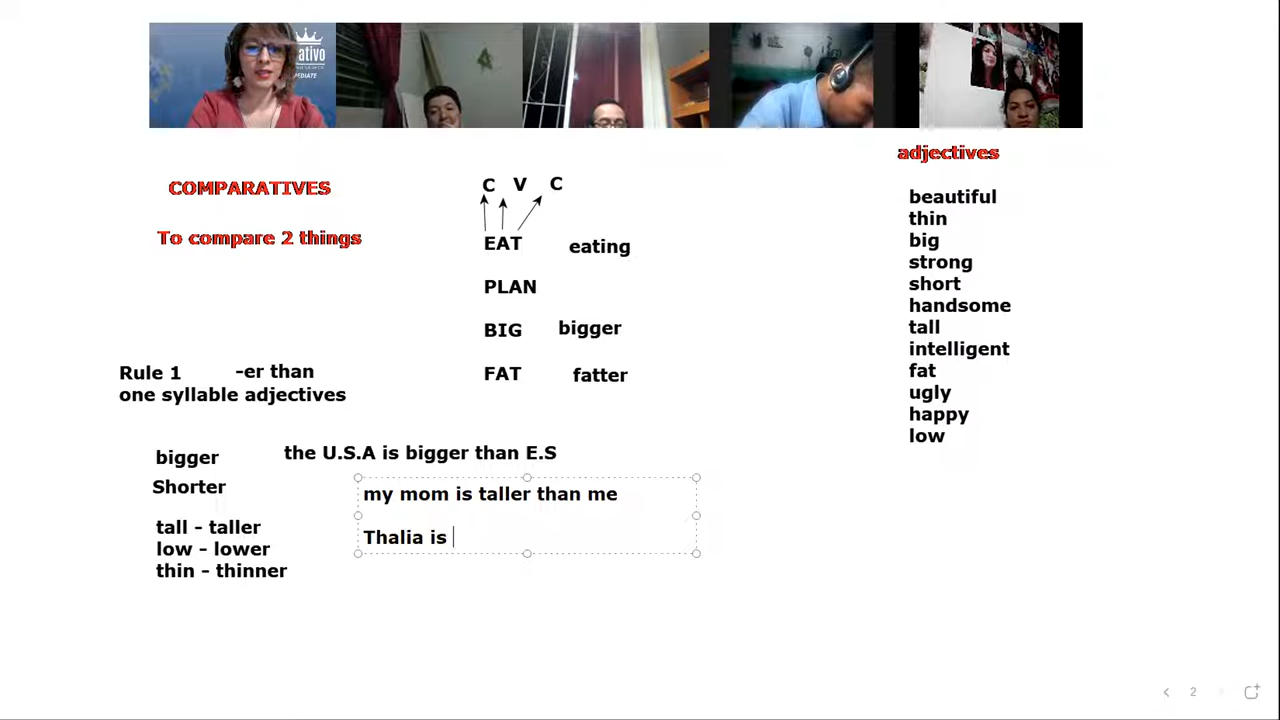 ativo
MEDIATE
adjectives
COMPARATIVES
To compare 2 things
C V C
EAT eating
PLAN
BIG bigger
FAT fatter
beautiful
thin
big
strong
short
handsome
tall
intelligent
fat
ugly
happy
low
Rule 1 -er than
one syllable adjectives
bigger the U.S.A is bigger than E.S
Shorter
my mom is taller than me
Thalia is
tall - taller
low - lower
thin - thinner
2